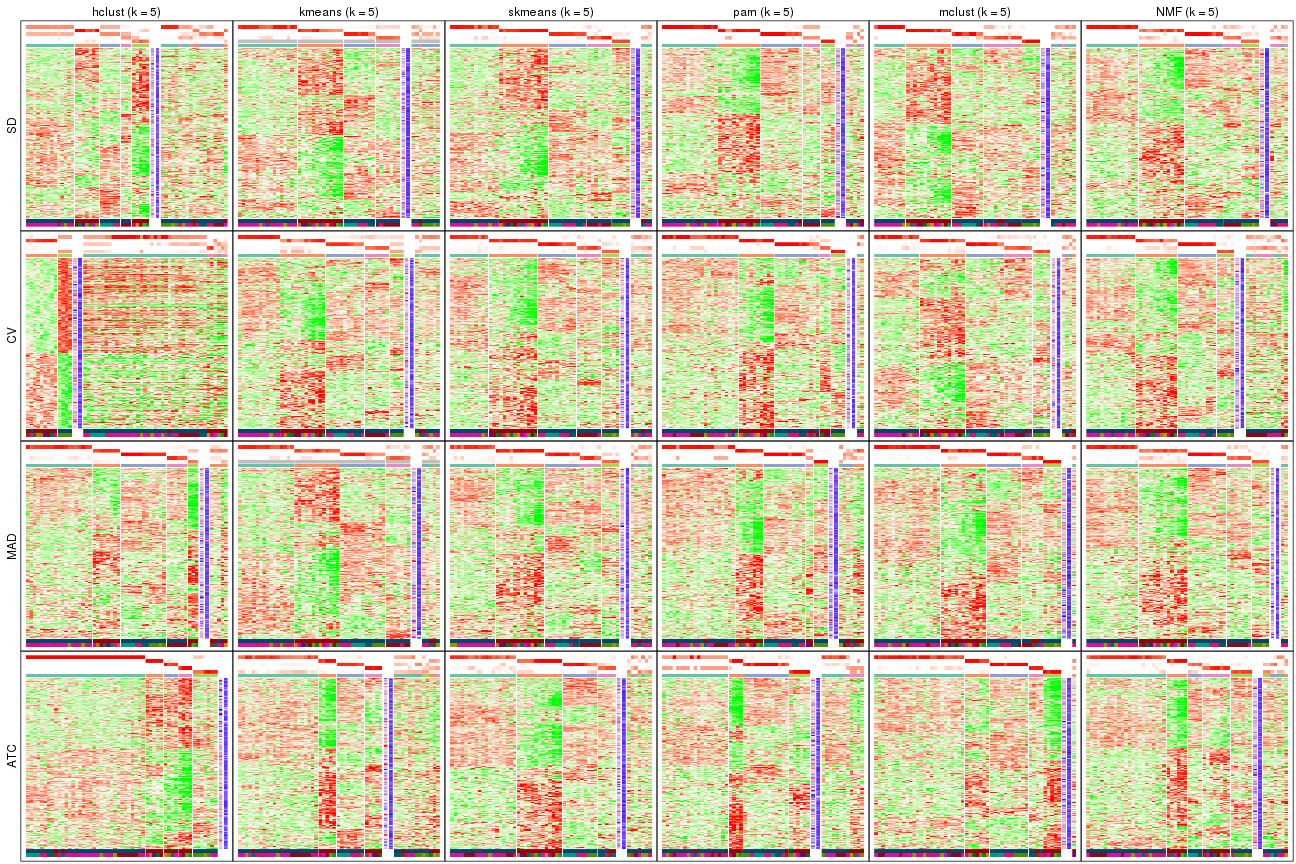 hclust (k = 5)
kmeans (k = 5)
skmeans (k = 5)
pam (k = 5)
mclust (k = 5)
NMF (k = 5)
SD
CV
MAD
ATC